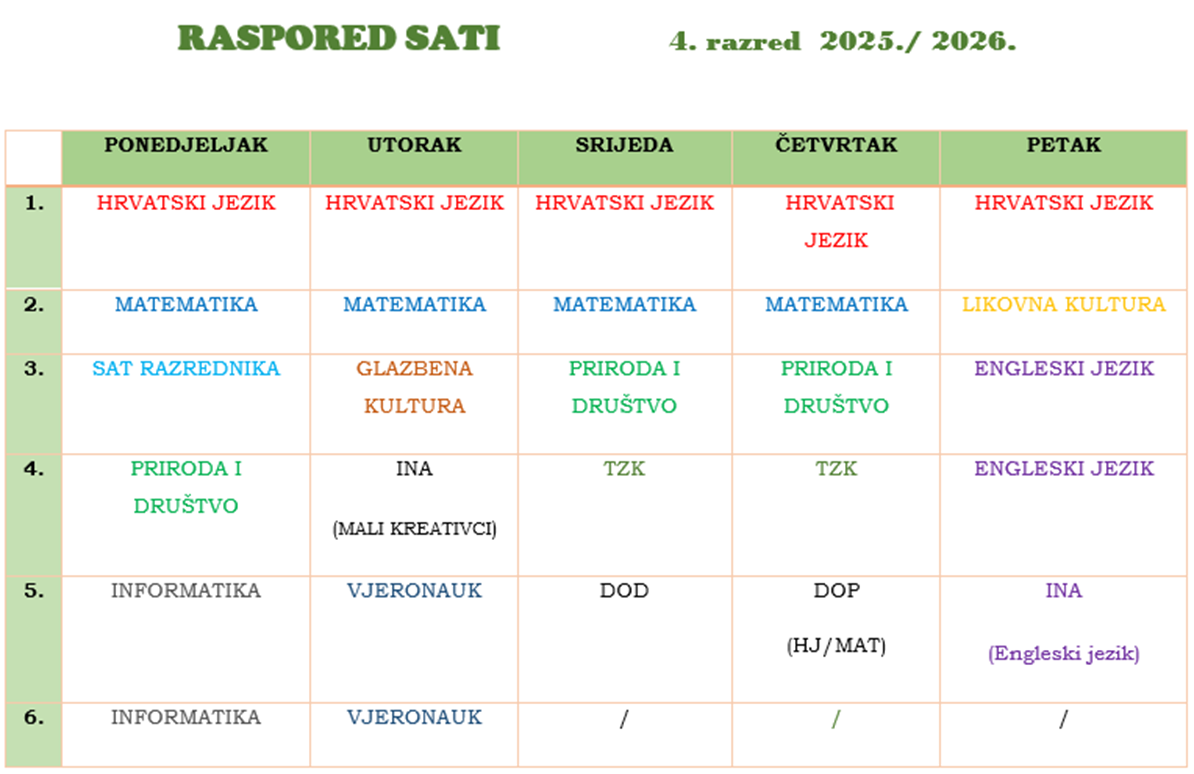 RASPORED SATI 4. razred 2025./ 2026.
PONEDJELJAK UTORAK SRIJEDA ČETVRTAK PETAK
1. HRVATSKI JEZIK HRVATSKI JEZIK HRVATSKI JEZIK HRVATSKI HRVATSKI JEZIK
JEZIK
2. MATEMATIKA MATEMATIKA MATEMATIKA MATEMATIKA LIKOVNA KULTURA
3. SAT RAZREDNIKA GLAZBENA PRIRODA I PRIRODA I ENGLESKI JEZIK
KULTURA DRUŠTVO DRUŠTVO
4. PRIRODA I INA TZK TZK ENGLESKI JEZIK
DRUŠTVO
(MALI KREATIVCI)
5. INFORMATIKA VJERONAUK DOD DOP INA
(HJ/MAT) (Engleski jezik)
6. INFORMATIKA VJERONAUK / / /